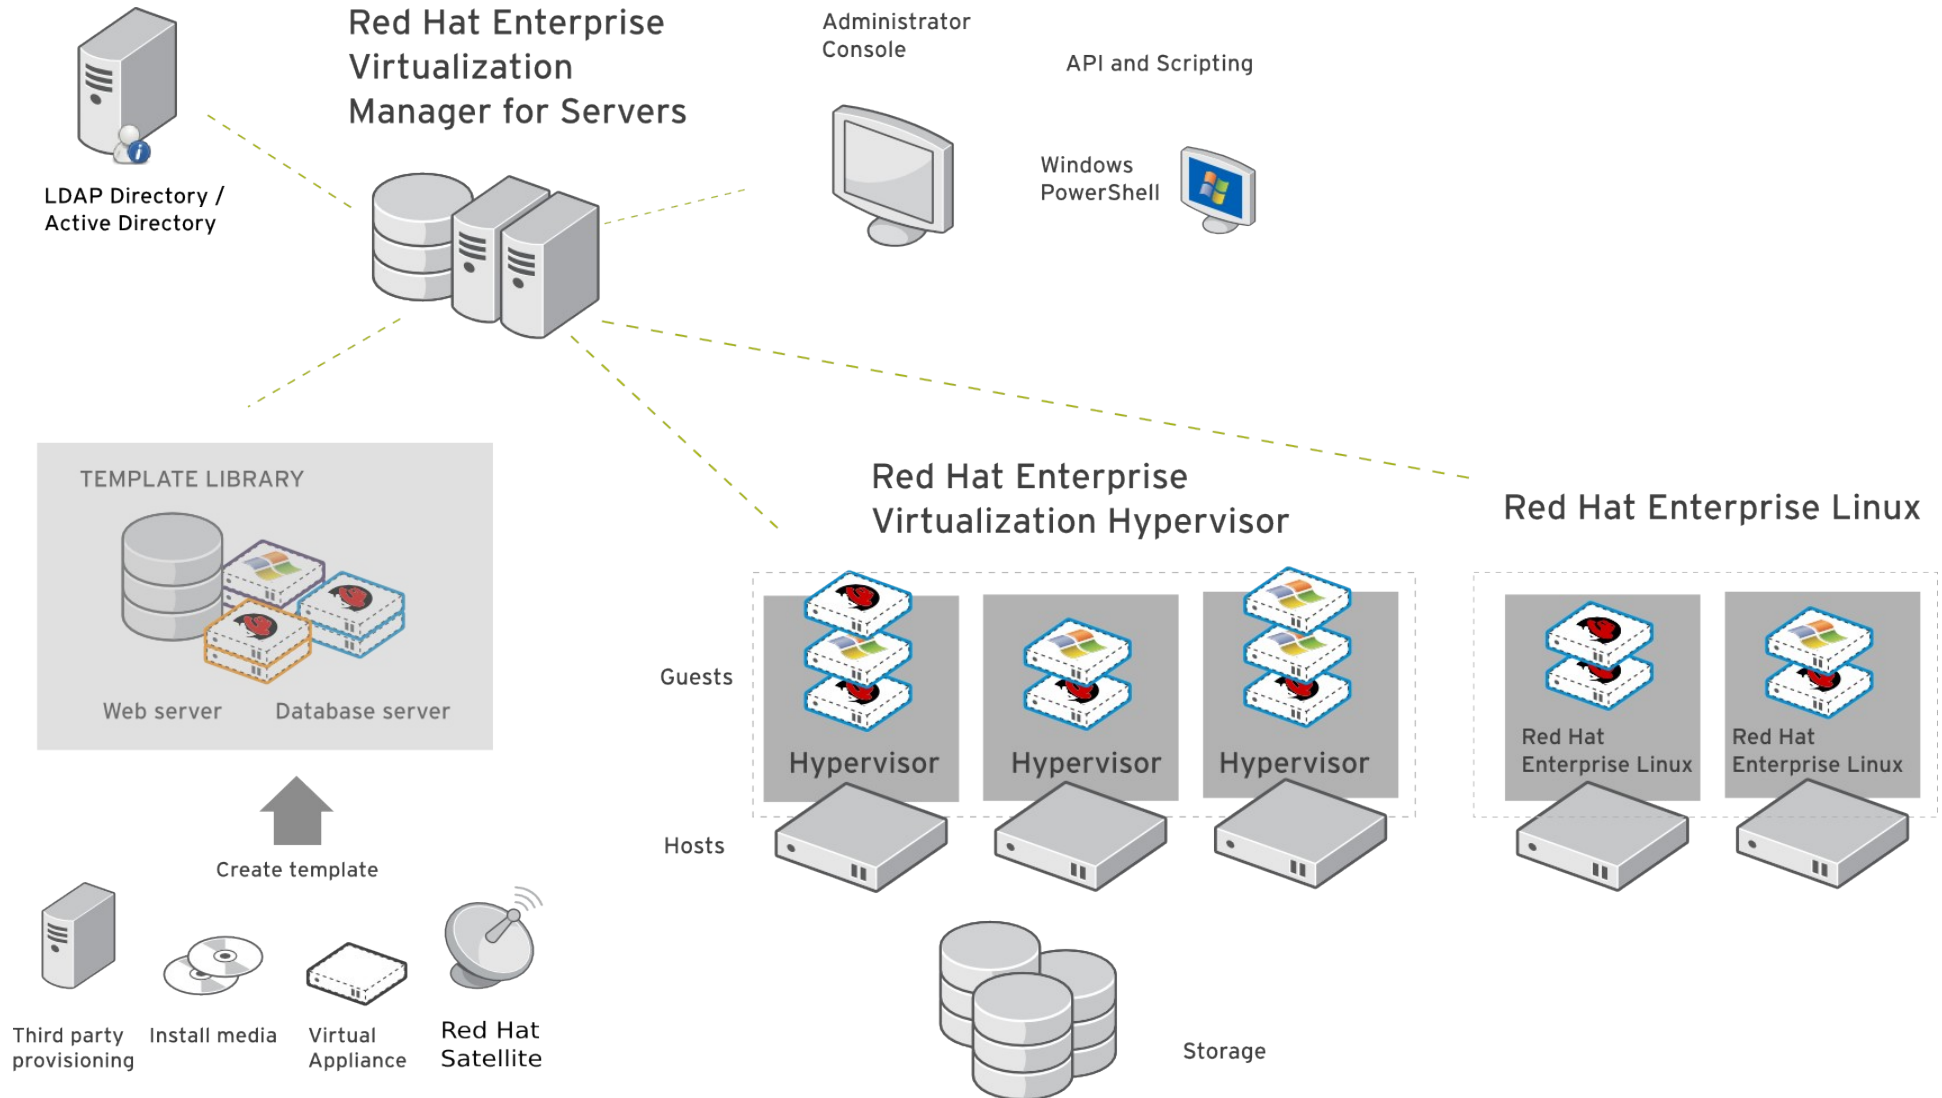 Red Hat Enterprise
Virtualization
Manager for Servers
Administrator
Console
API and Scripting
Windows
PowerShell
LDAP Directory /
Active Directory
TEMPLATE LIBRARY
Web server
Database server
Create template
Third party
provisioning
Install media
Virtual
Appliance
Red Hat
Satellite
Red Hat Enterprise
Virtualization Hypervisor
Guests
Hypervisor
Hypervisor
Hypervisor
Hosts
Storage
Red Hat Enterprise Linux
Red Hat
Enterprise Linux
Red Hat
Enterprise Linux